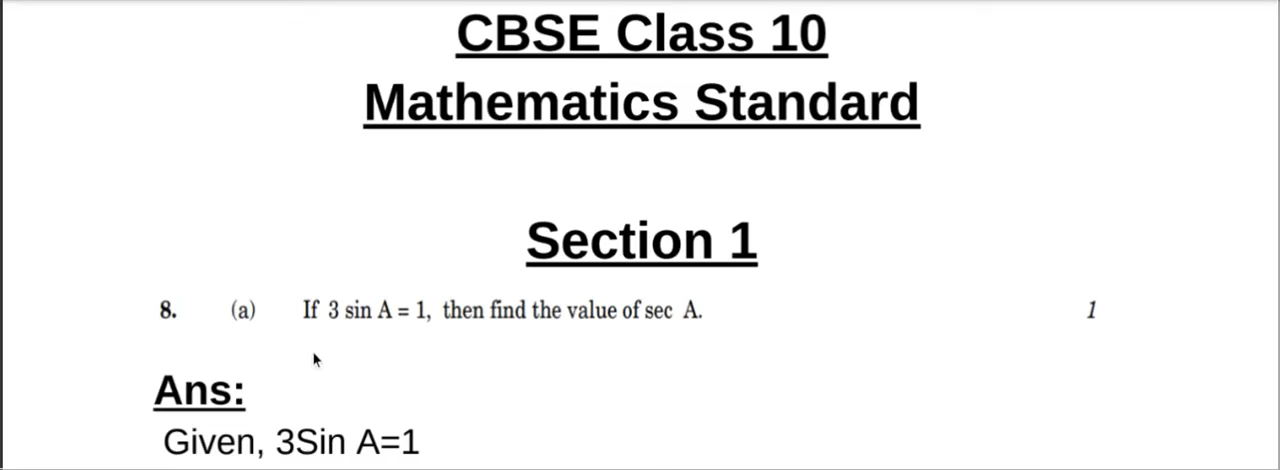 CBSE Class 10
Mathematics Standard
Section 1
8. (a) If 3 sin A = 1, then find the value of sec A. 1
Ans:
Given, 3Sin A=1